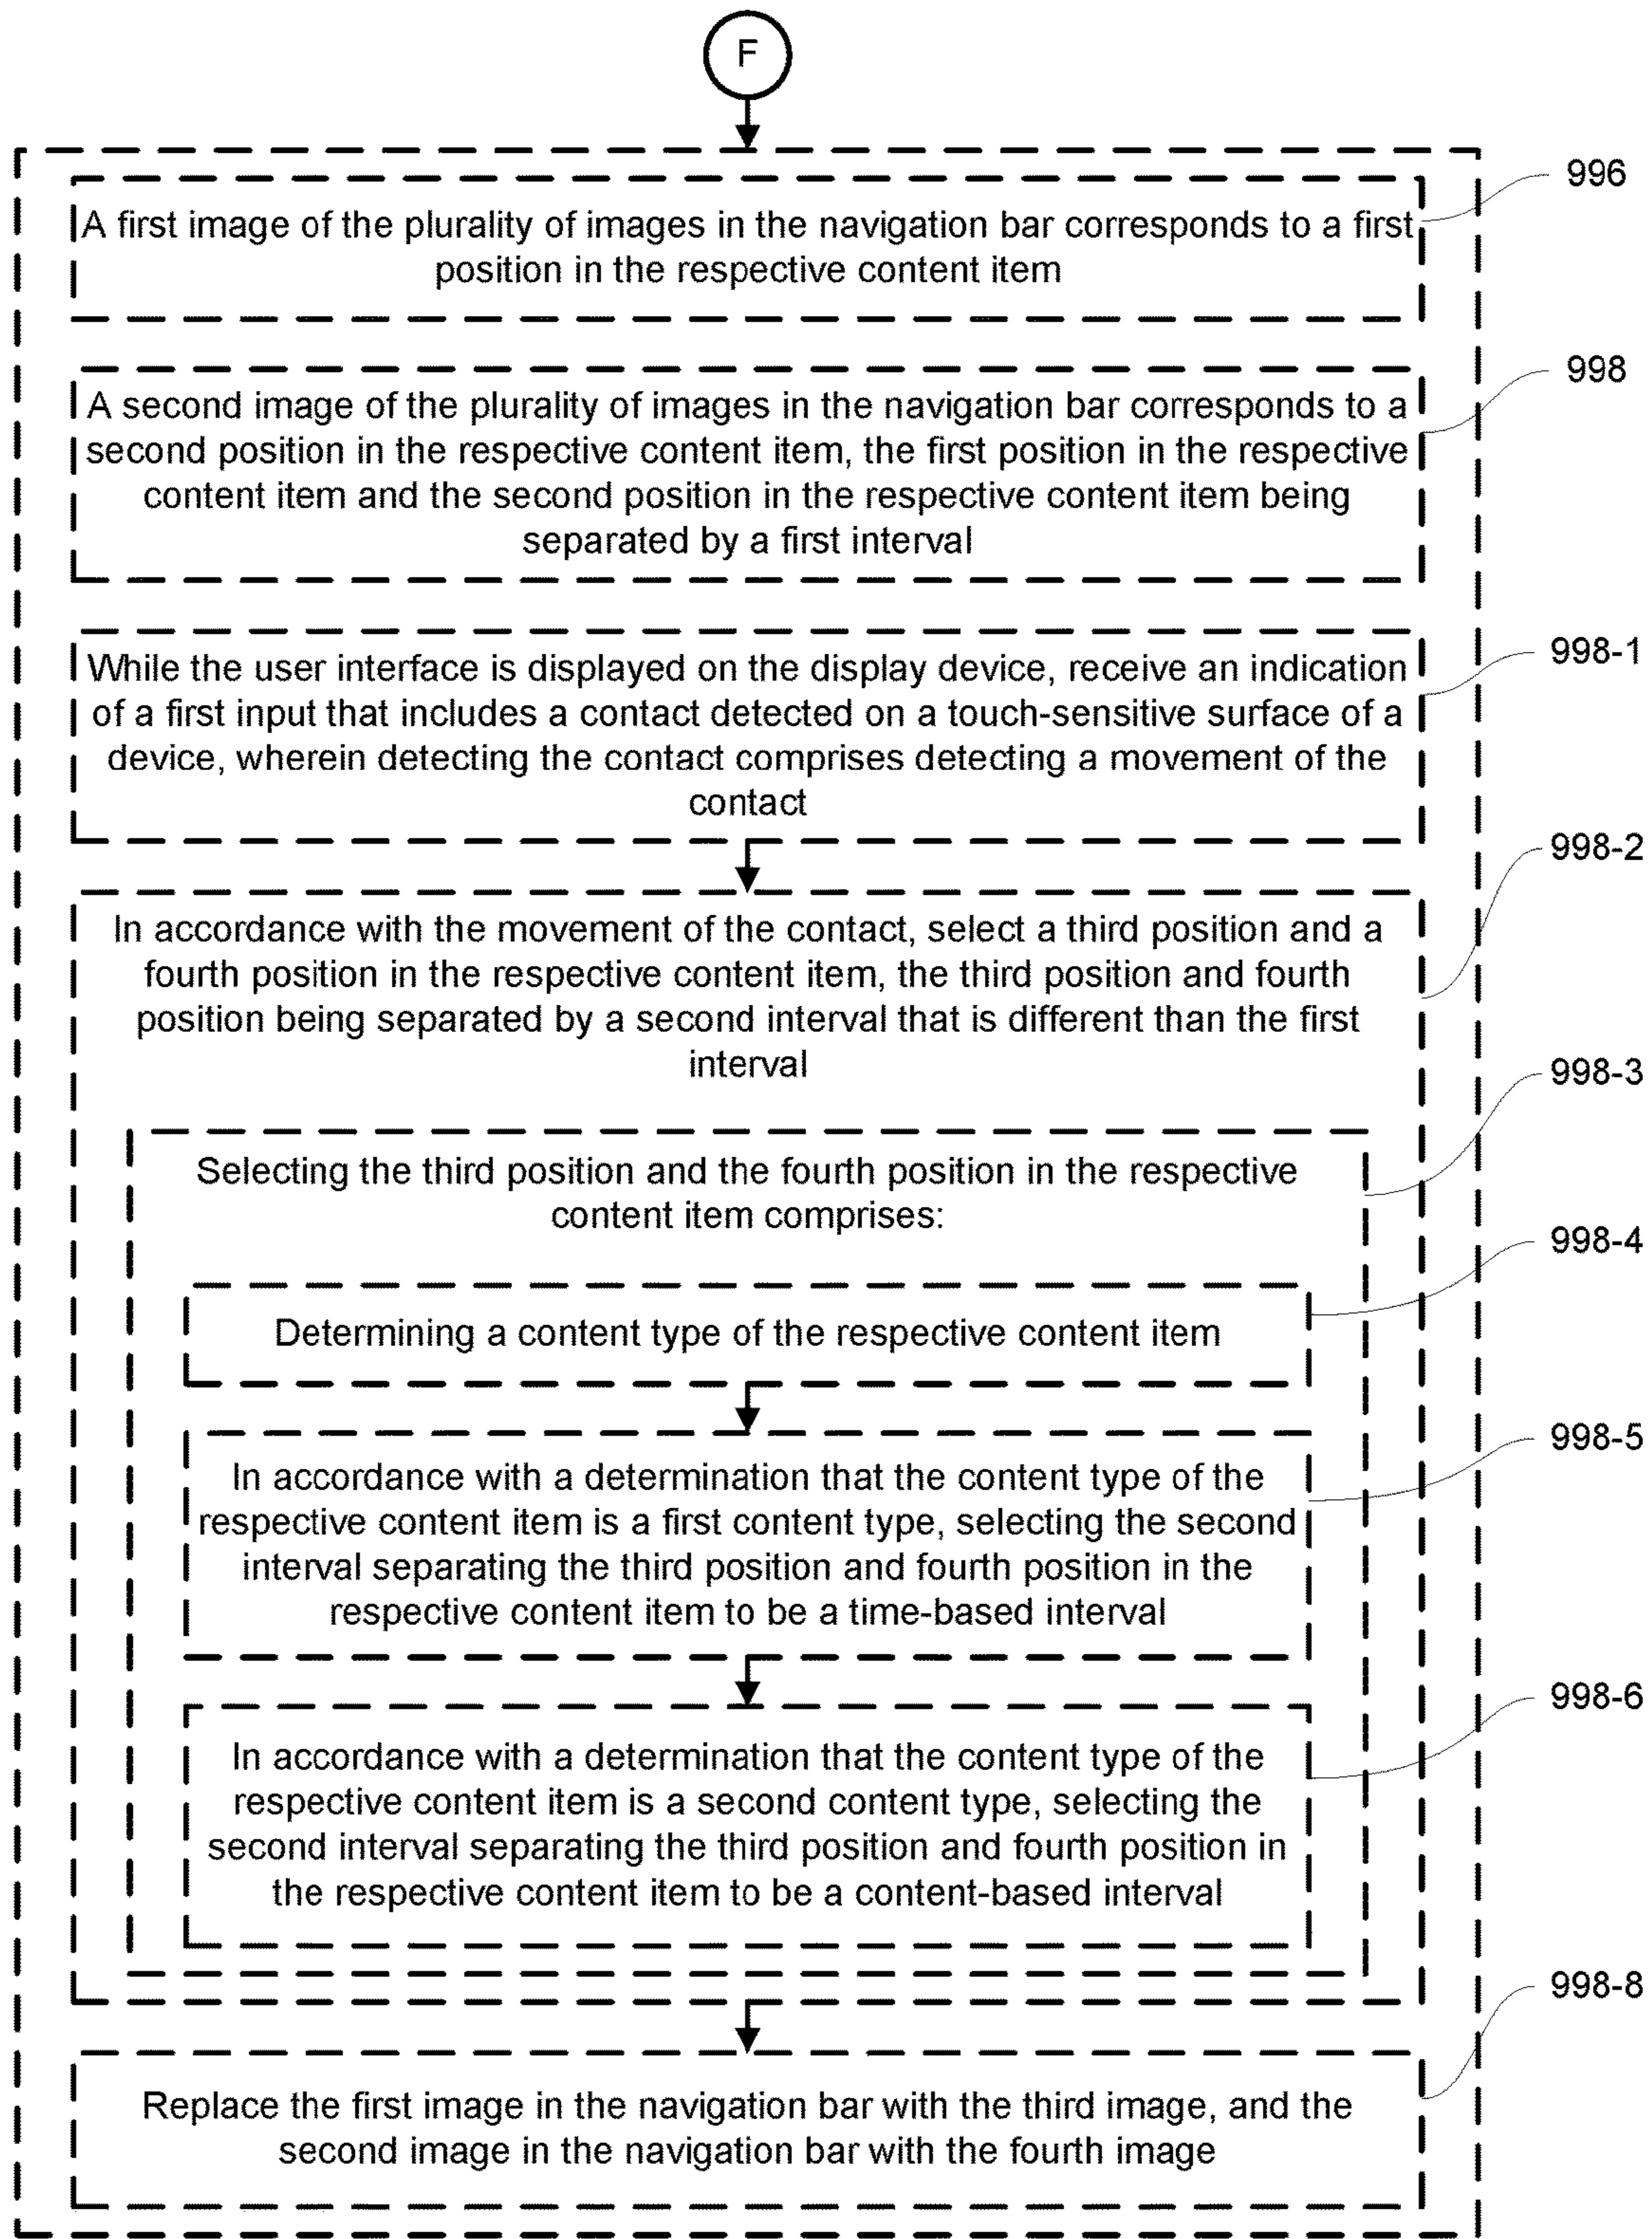 F
996
A first image of the plurality of images in the navigation bar corresponds to a first
position in the respective content item
998
A second image of the plurality of images in the navigation bar corresponds to a
second position in the respective content item, the first position in the respective
content item and the second position in the respective content item being
separated by a first interval
998-1
While the user interface is displayed on the display device, receive an indication
of a first input that includes a contact detected on a touch-sensitive surface of a
device, wherein detecting the contact comprises detecting a movement of the
contact
998-2
In accordance with the movement of the contact, select a third position and a
fourth position in the respective content item, the third position and fourth
position being separated by a second interval that is different than the first
interval
998-3
Selecting the third position and the fourth position in the respective
content item comprises:
998-4
Determining a content type of the respective content item
998-5
In accordance with a determination that the content type of the
respective content item is a first content type, selecting the second
interval separating the third position and fourth position in the
respective content item to be a time-based interval
998-6
In accordance with a determination that the content type of the
respective content item is a second content type, selecting the
second interval separating the third position and fourth position in
the respective content item to be a content-based interval
998-8
Replace the first image in the navigation bar with the third image, and the
second image in the navigation bar with the fourth image